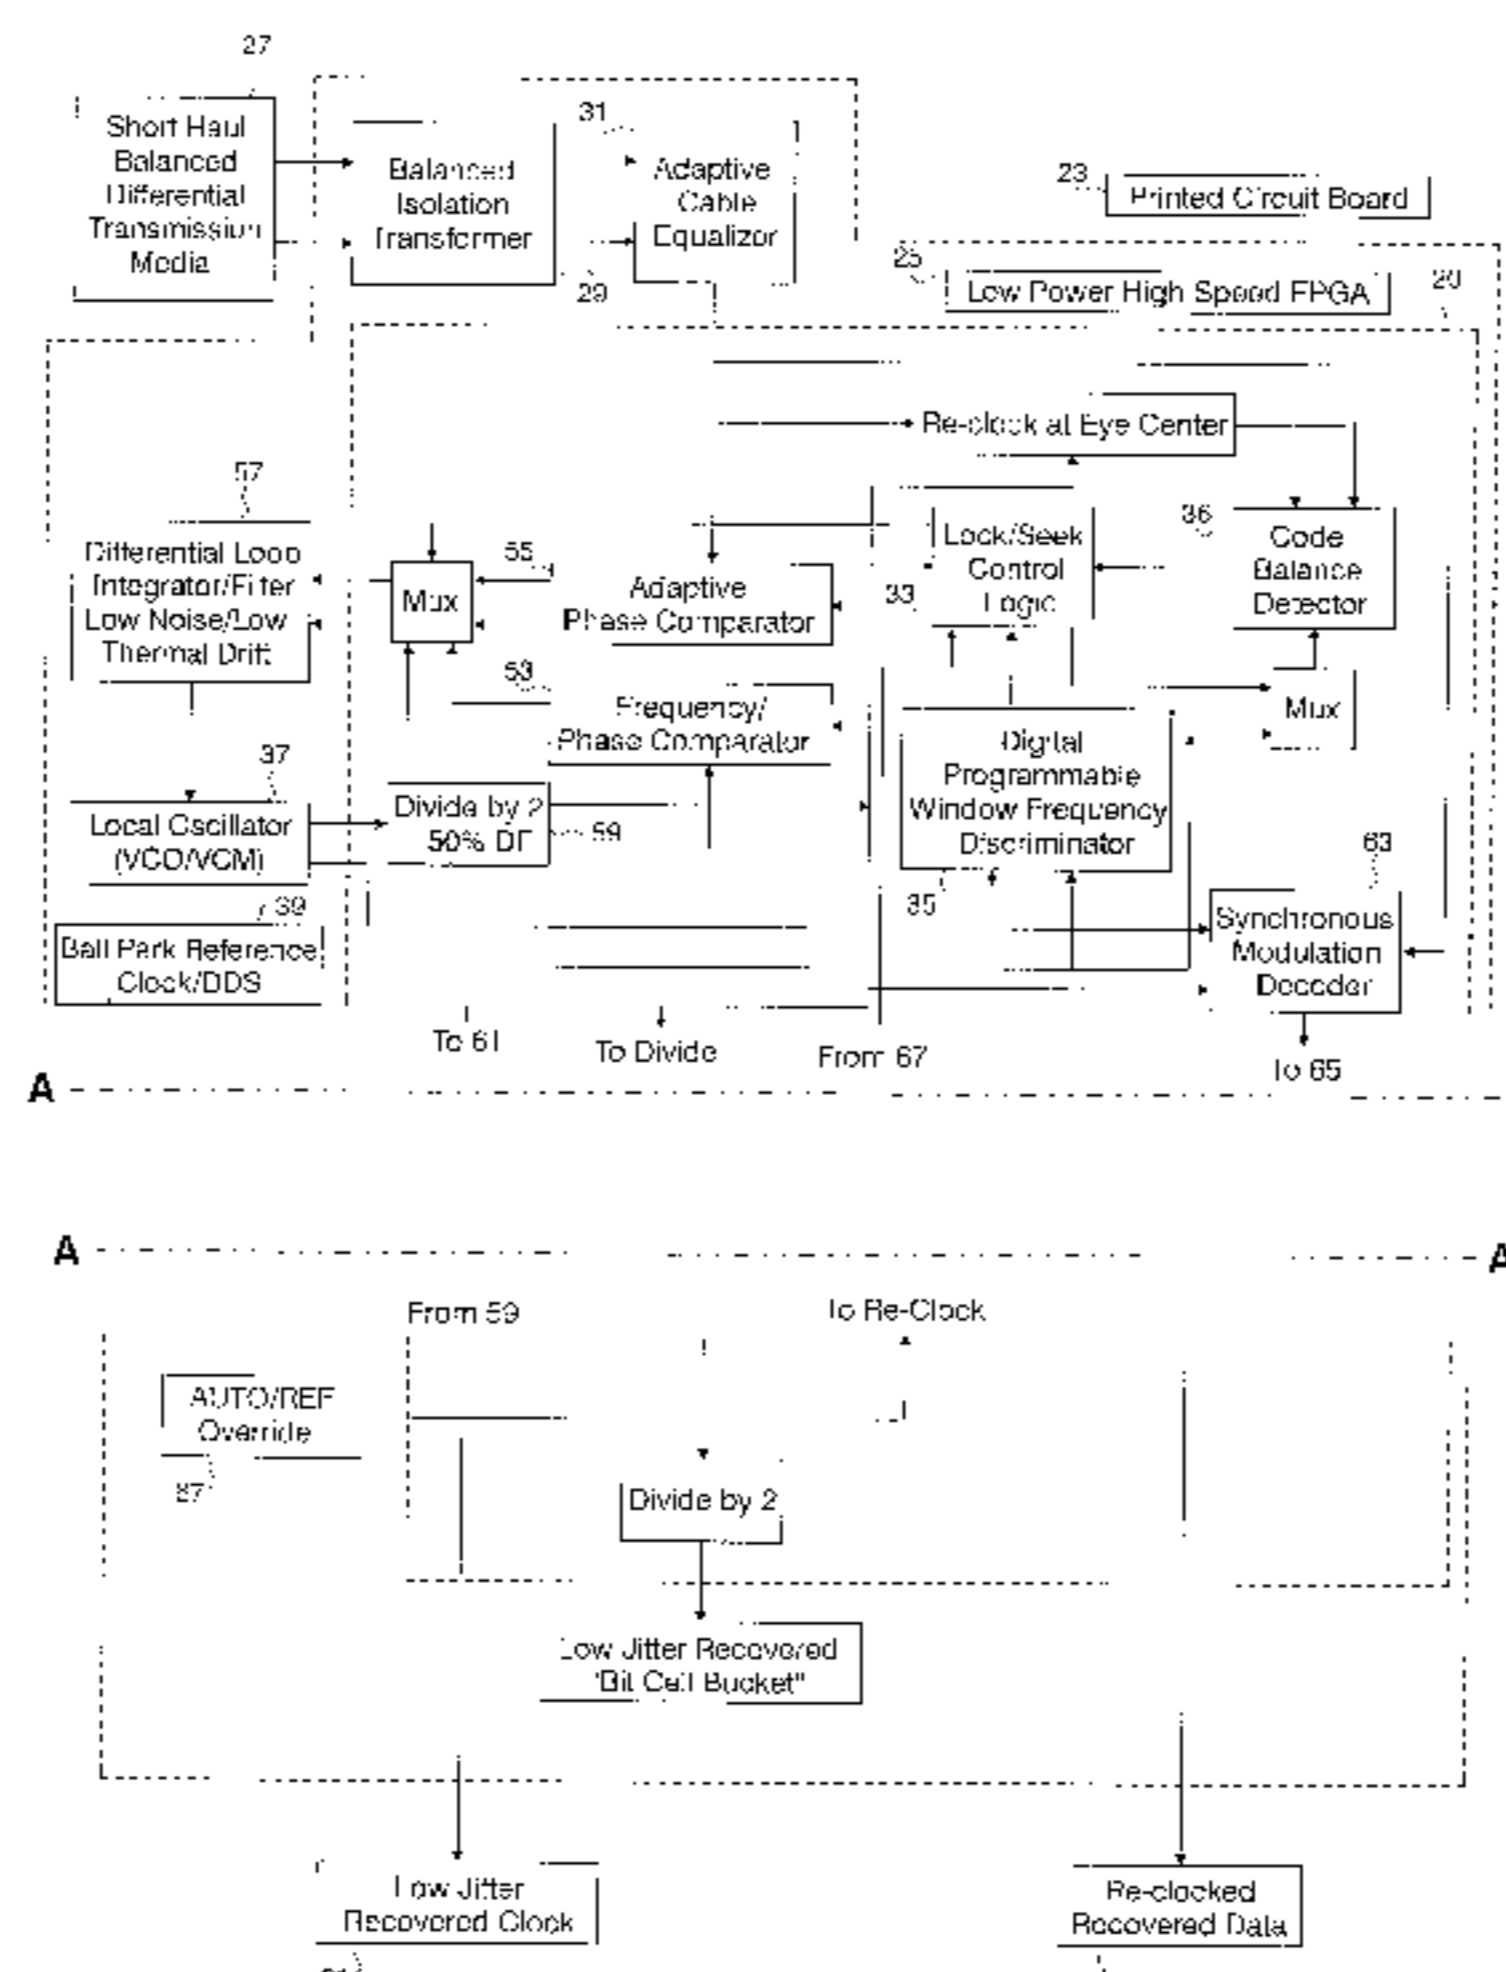 27
Short Haul
Balanced
Differential
Transmission
Media
Balanced
Isolation
Transformer
29
31
Adaptive
Cable
Equalizor
23
Printed Circuit Board
25
Low Power High Speed FPGA
20
Re-clock at Eye Center
57
Differential Loop
Integrator/Filter
Low Noise/Low
Thermal Drift
Mux
55
Adaptive
Phase Comparator
33
Lock/Seek
Control
Logic
36
Code
Balance
Detector
53
Frequency/
Phase Comparator
Mux
Digital
Programmable
Window Frequency
Discriminator
35
37
Local Oscillator
(VCO/VCM)
Divide by 2
50% DF
59
39
Ball Park Reference
Clock/DDS
63
Synchronous
Modulation
Decoder
To 61
To Divide
From 67
To 65
A
A
A
From 59
To Re-Clock
AUTO/REF
Override
87
Divide by 2
Low Jitter Recovered
"Bit Cell Bucket"
Low Jitter
Recovered Clock
Re-clocked
Recovered Data